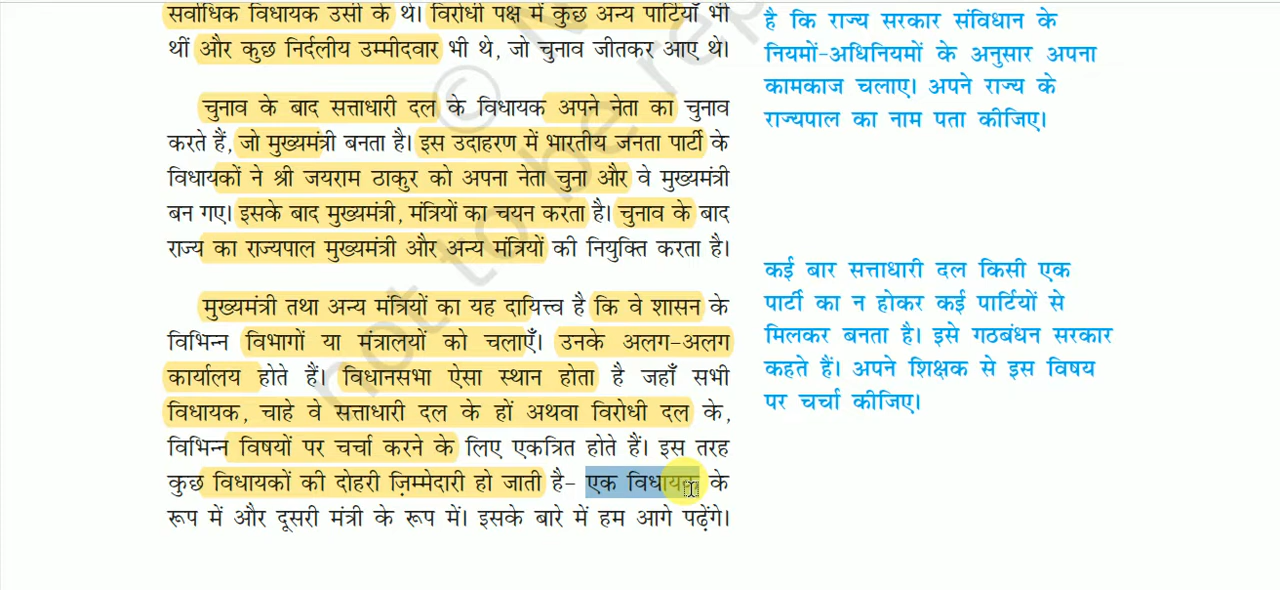 सर्वाधिक विधायक उसी के थे। विरोधी पक्ष में कुछ अन्य पार्टियाँ भी
थीं और कुछ निर्दलीय उम्मीदवार भी थे, जो चुनाव जीतकर आए थे।
चुनाव के बाद सत्ताधारी दल के विधायक अपने नेता का चुनाव
करते हैं, जो मुख्यमंत्री बनता है। इस उदाहरण में भारतीय जनता पार्टी के
विधायकों ने श्री जयराम ठाकुर को अपना नेता चुना और वे मुख्यमंत्री
बन गए। इसके बाद मुख्यमंत्री, मंत्रियों का चयन करता है। चुनाव के बाद
राज्य का राज्यपाल मुख्यमंत्री और अन्य मंत्रियों की नियुक्ति करता है।
मुख्यमंत्री तथा अन्य मंत्रियों का यह दायित्त्व है कि वे शासन के
विभिन्न विभागों या मंत्रालयों को चलाएँ। उनके अलग-अलग
कार्यालय होते हैं। विधानसभा ऐसा स्थान होता है जहाँ सभी
विधायक, चाहे वे सत्ताधारी दल के हों अथवा विरोधी दल के,
विभिन्न विषयों पर चर्चा करने के लिए एकत्रित होते हैं। इस तरह
कुछ विधायकों की दोहरी ज़िम्मेदारी हो जाती है– एक विधायक के
रूप में और दूसरी मंत्री के रूप में। इसके बारे में हम आगे पढ़ेंगे।
है कि राज्य सरकार संविधान के
नियमों-अधिनियमों के अनुसार अपना
कामकाज चलाए। अपने राज्य के
राज्यपाल का नाम पता कीजिए।
कई बार सत्ताधारी दल किसी एक
पार्टी का न होकर कई पार्टियों से
मिलकर बनता है। इसे गठबंधन सरकार
कहते हैं। अपने शिक्षक से इस विषय
पर चर्चा कीजिए।
not to be rep